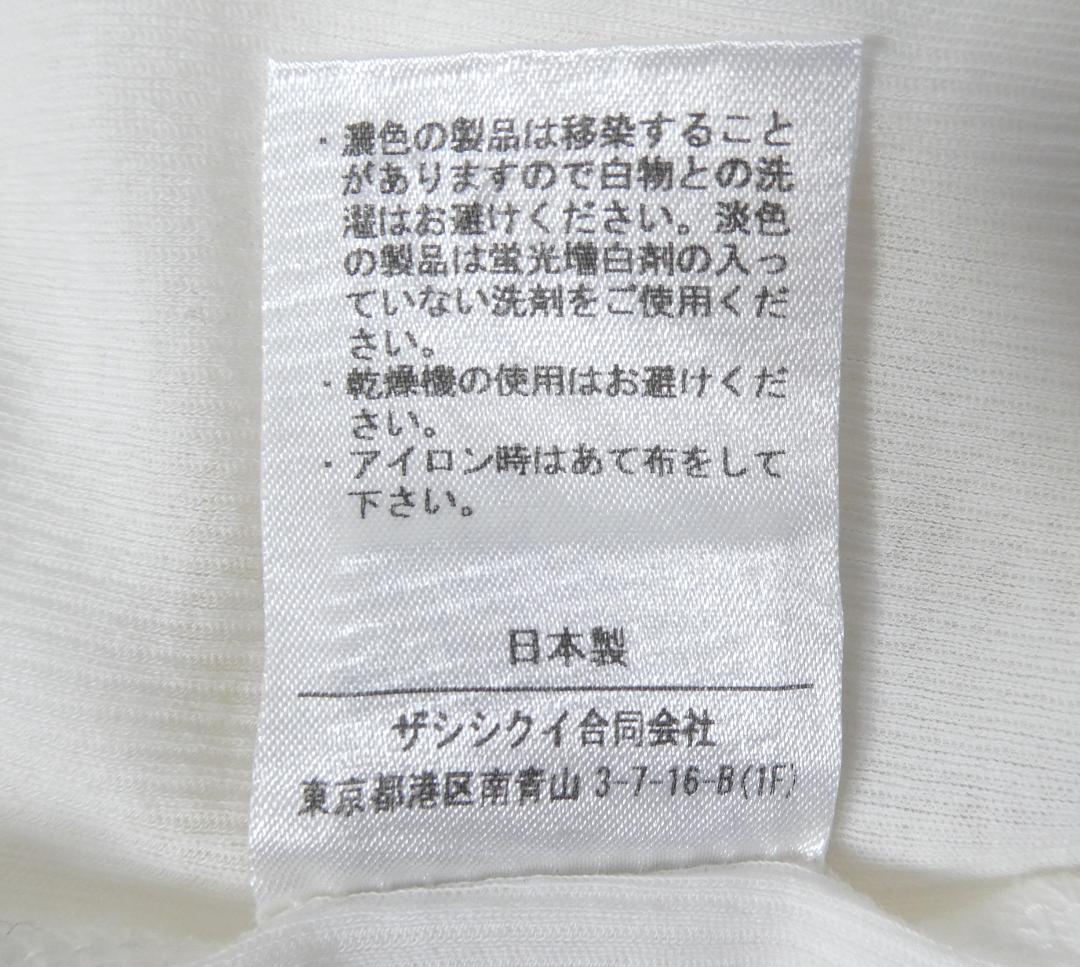 ・濃色の製品は移染すること
がありますので白物との洗
濯はお避けください。淡色
の製品は蛍光増白剤の入っ
ていない洗剤をご使用くだ
さい。
・乾燥機の使用はお避けくだ
さい。
・アイロン時はあて布をして
下さい。
日本製
ザシシクイ合同会社
東京都港区南青山 3-7-16-B(1F)